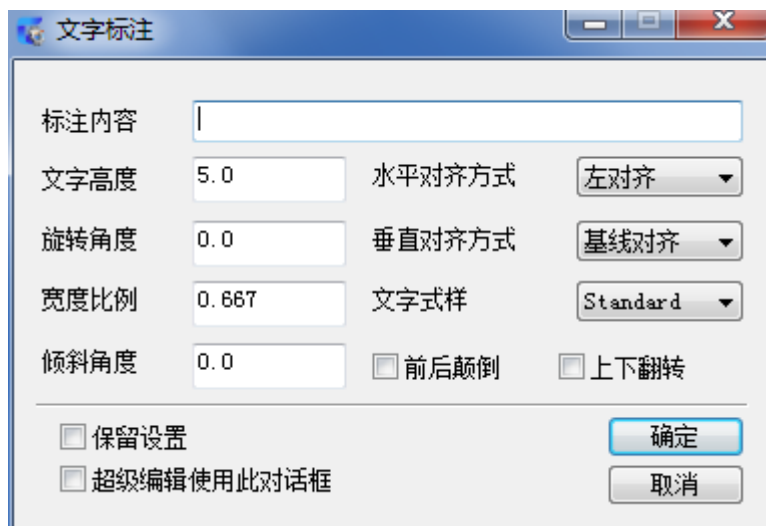 文字标注
标注内容
文字高度 5.0 水平对齐方式 左对齐
旋转角度 0.0 垂直对齐方式 基线对齐
宽度比例 0.667 文字式样 Standard
倾斜角度 0.0 前后颠倒 上下翻转
保留设置 确定
超级编辑使用此对话框 取消